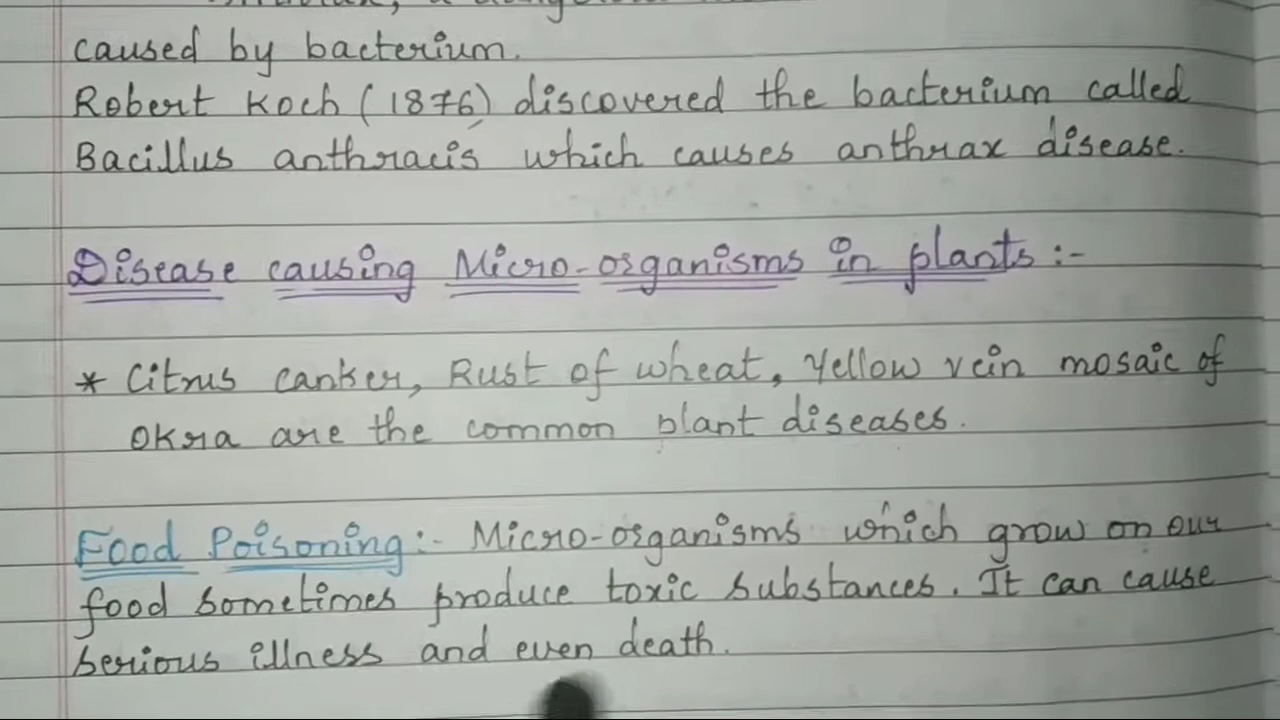 caused by bacterium.
Robert Koch (1876) discovered the bacterium called
Bacillus anthracis which causes anthrax disease.
Disease causing Micro-organisms in plants :-
* Citrus canker, Rust of wheat, Yellow vein mosaic of
Okra are the common plant diseases.
Food Poisoning :- Micro-organisms which grow on our
food sometimes produce toxic substances. It can cause
serious illness and even death.